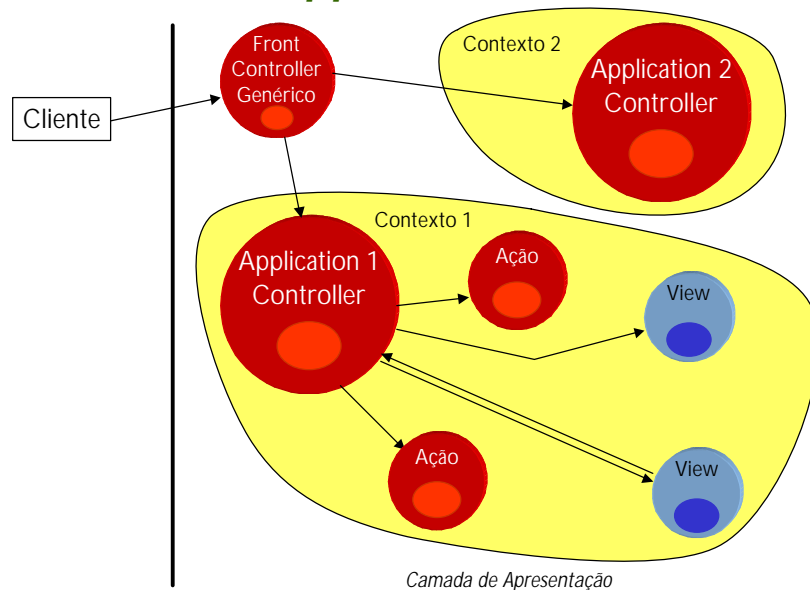 Front
Controller
Genérico
Contexto 2
Application 2
Controller
Cliente
Contexto 1
Application 1
Controller
Ação
View
Ação
View
Camada de Apresentação